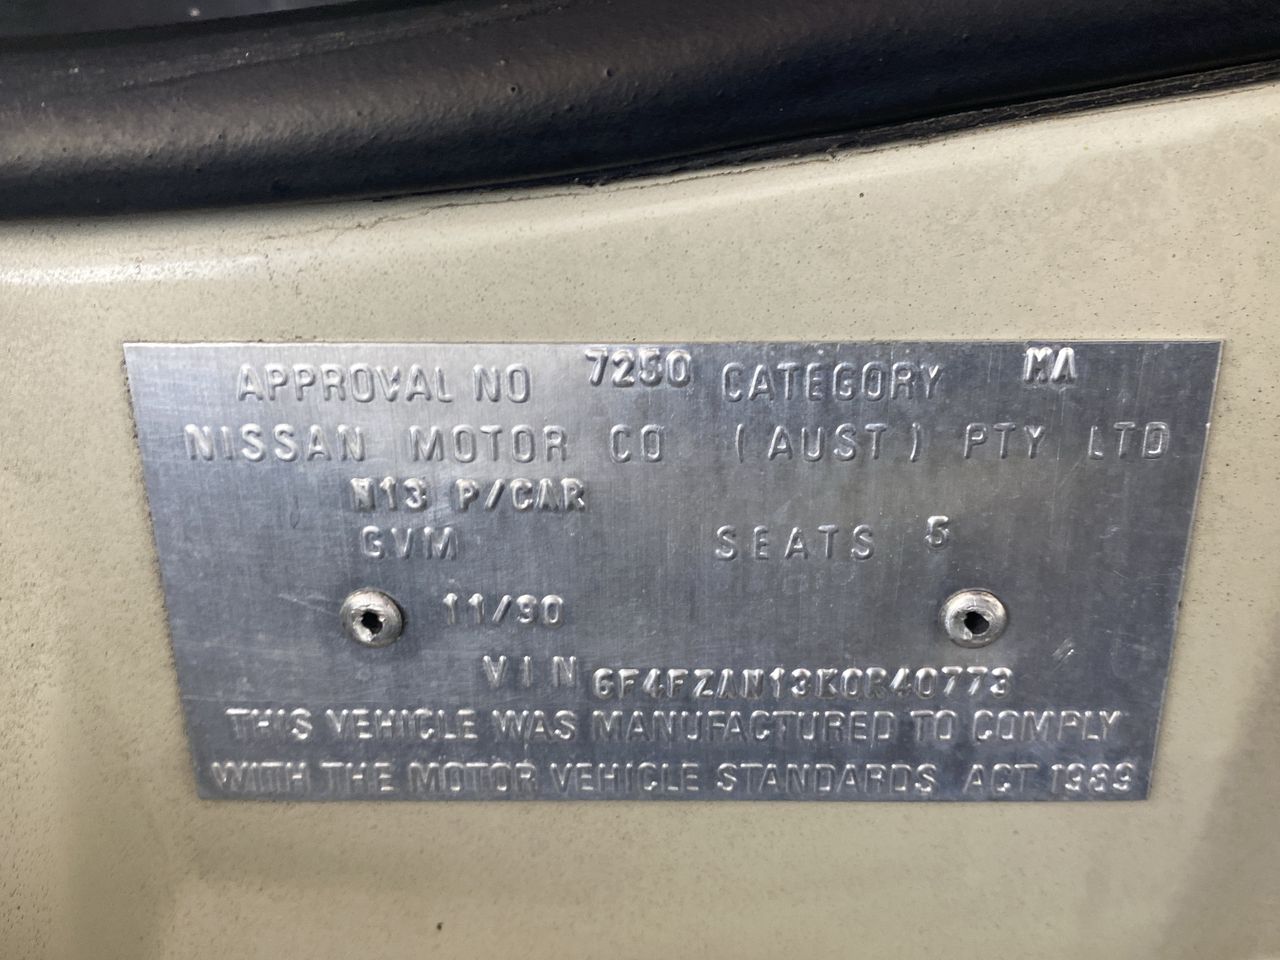 APPROVAL NO 7250 CATEGORY MA
NISSAN MOTOR CO (AUST) PTY LTD
N13 P/CAR
GVM SEATS 5
11/90
VIN 6F4FZAN13K0R40773
THIS VEHICLE WAS MANUFACTURED TO COMPLY
WITH THE MOTOR VEHICLE STANDARDS ACT 1989